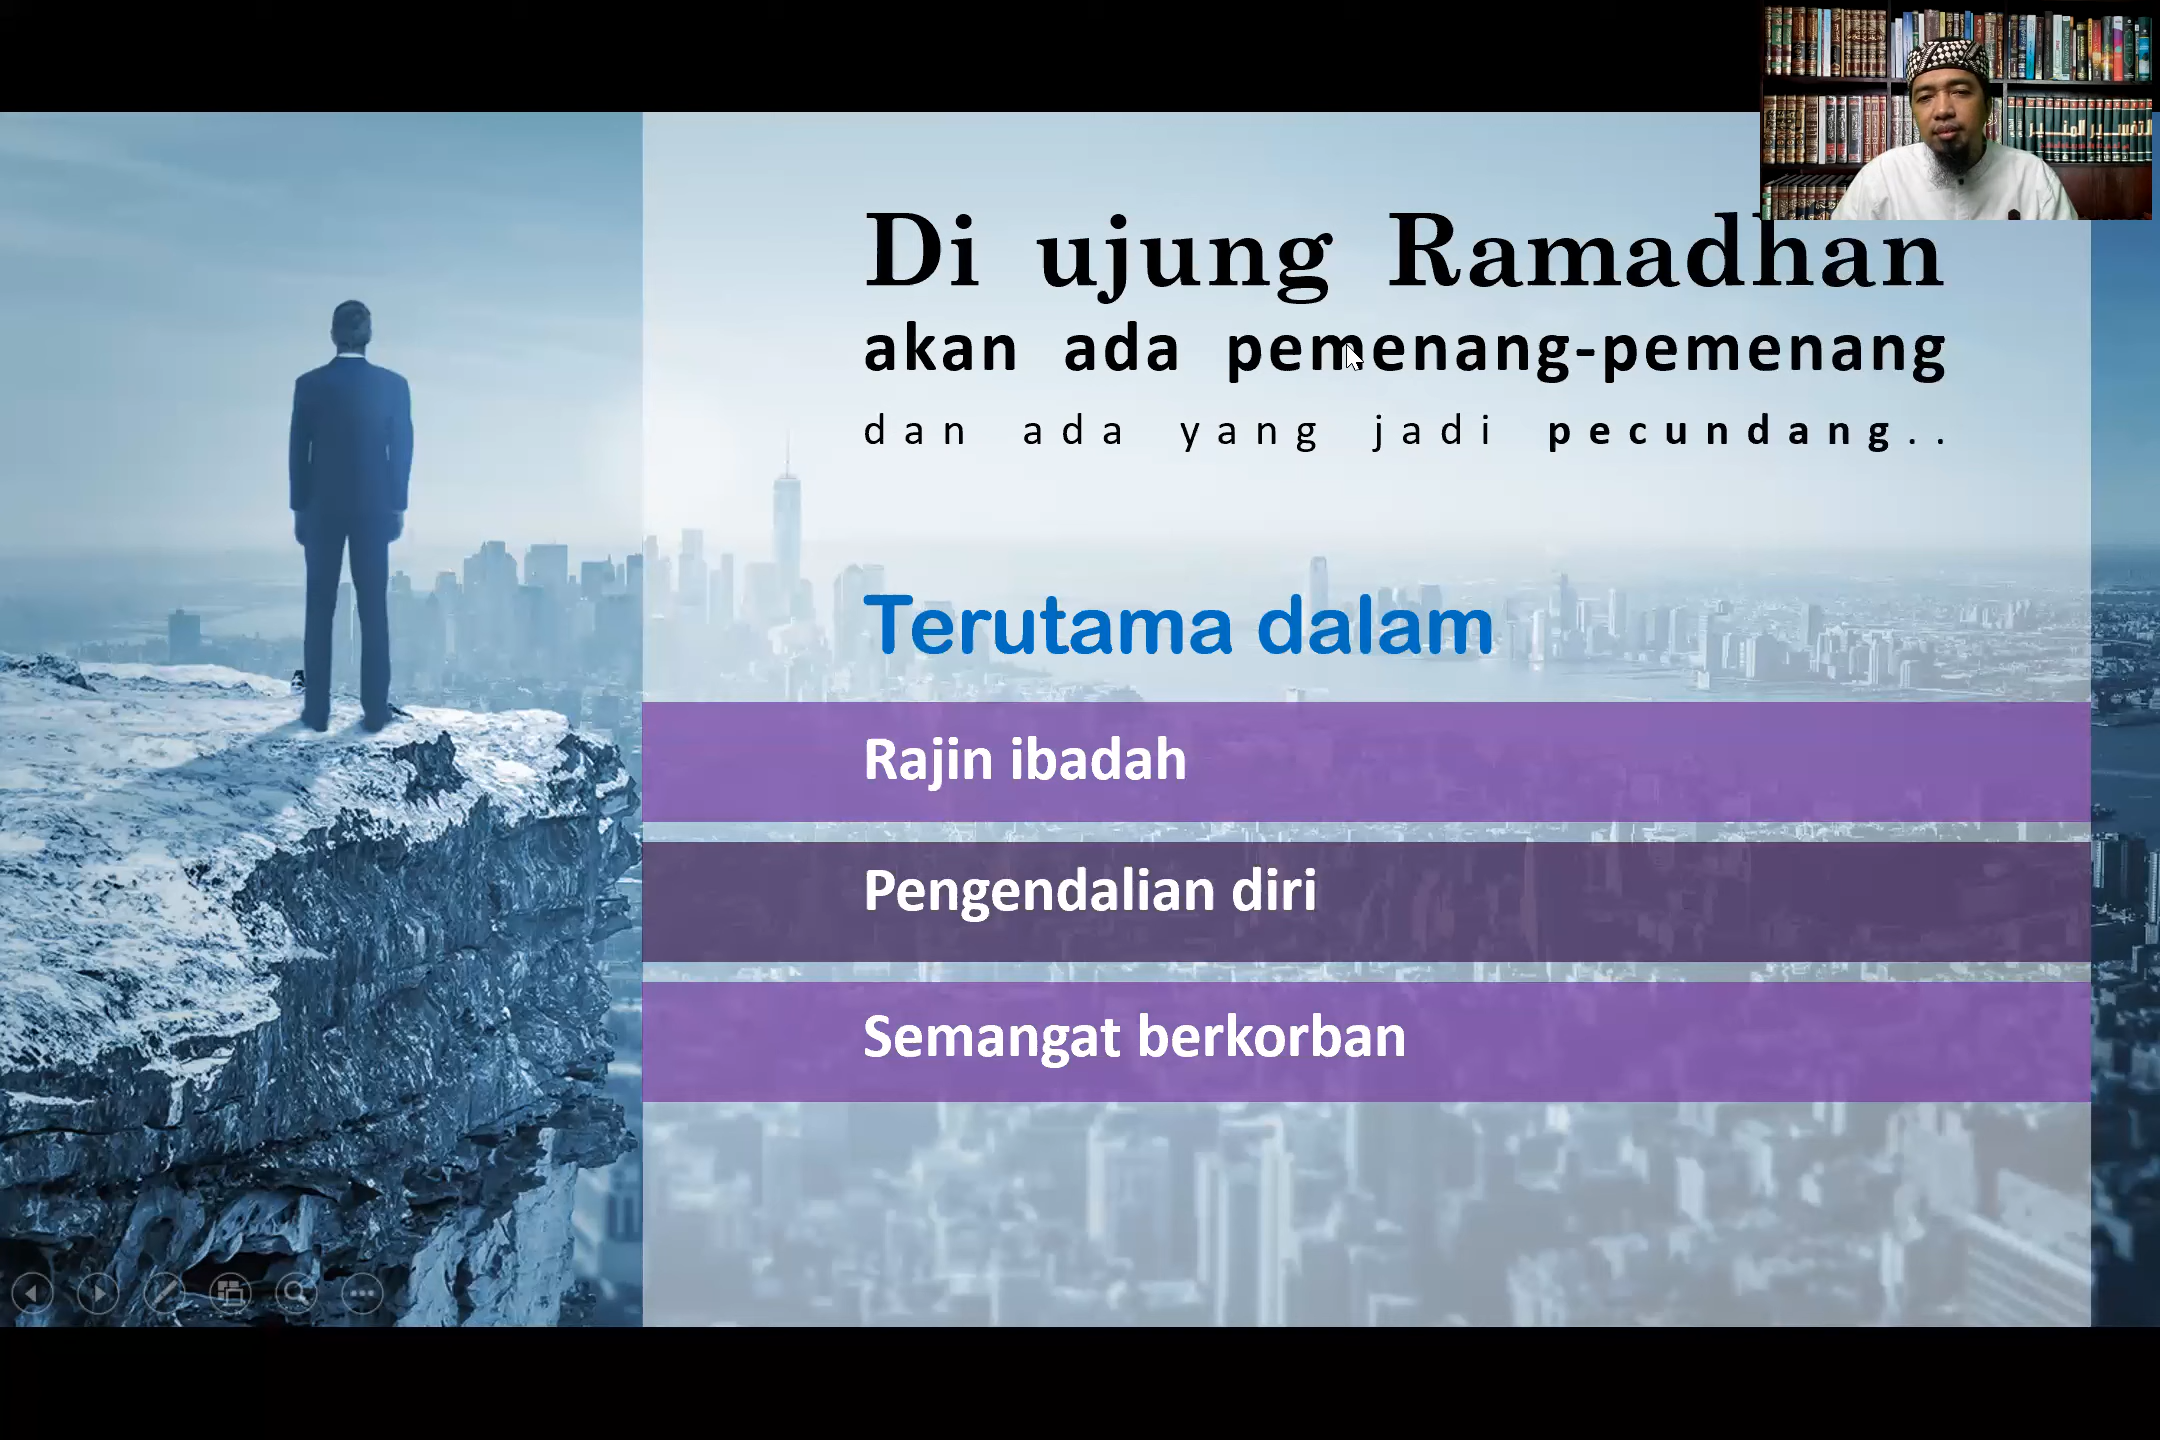 Di ujung Ramadhan
akan ada pemenang-pemenang
dan ada yang jadi pecundang..
Terutama dalam
Rajin ibadah
Pengendalian diri
Semangat berkorban